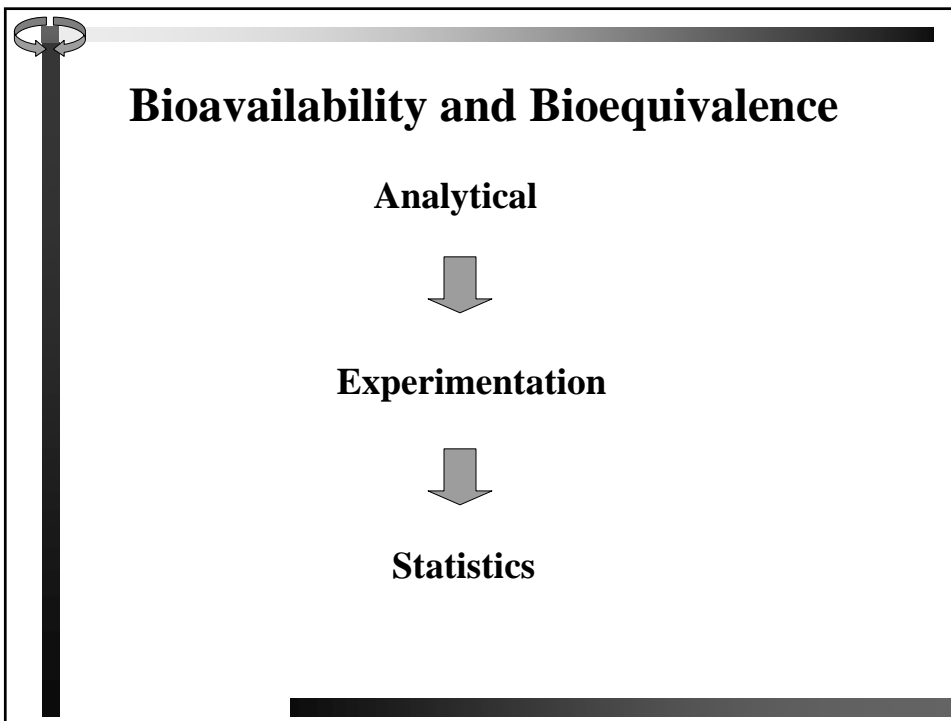 Bioavailability and Bioequivalence
Analytical
Experimentation
Statistics